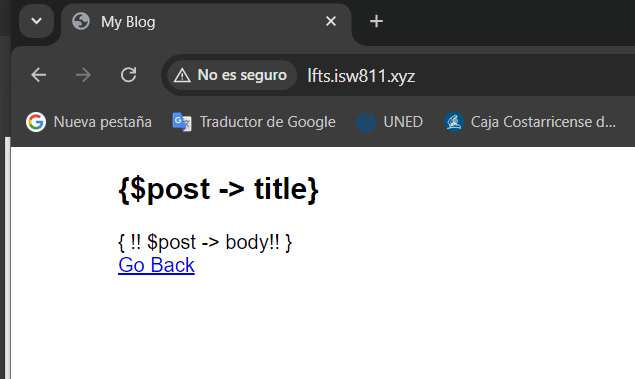 My Blog
No es seguro lfts.isw811.xyz
Nueva pestaña Traductor de Google UNED Caja Costarricense d...
{$post -> title}
{ !! $post -> body!! }
Go Back